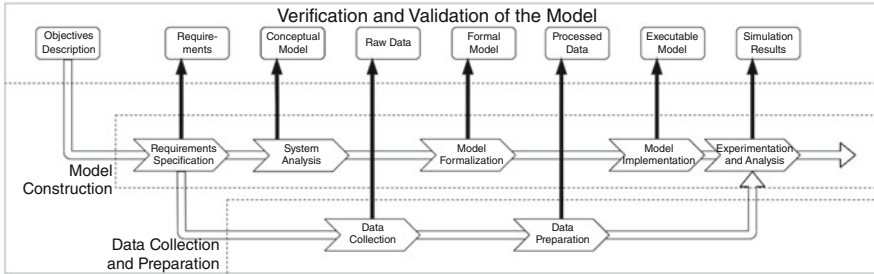 Verification and Validation of the Model
Objectives
Description
Require-
ments
Conceptual
Model
Raw Data
Formal
Model
Processed
Data
Executable
Model
Simulation
Results
Requirements
Specification
System
Analysis
Model
Formalization
Model
Implementation
Experimentation
and Analysis
Model
Construction
Data
Collection
Data
Preparation
Data Collection
and Preparation